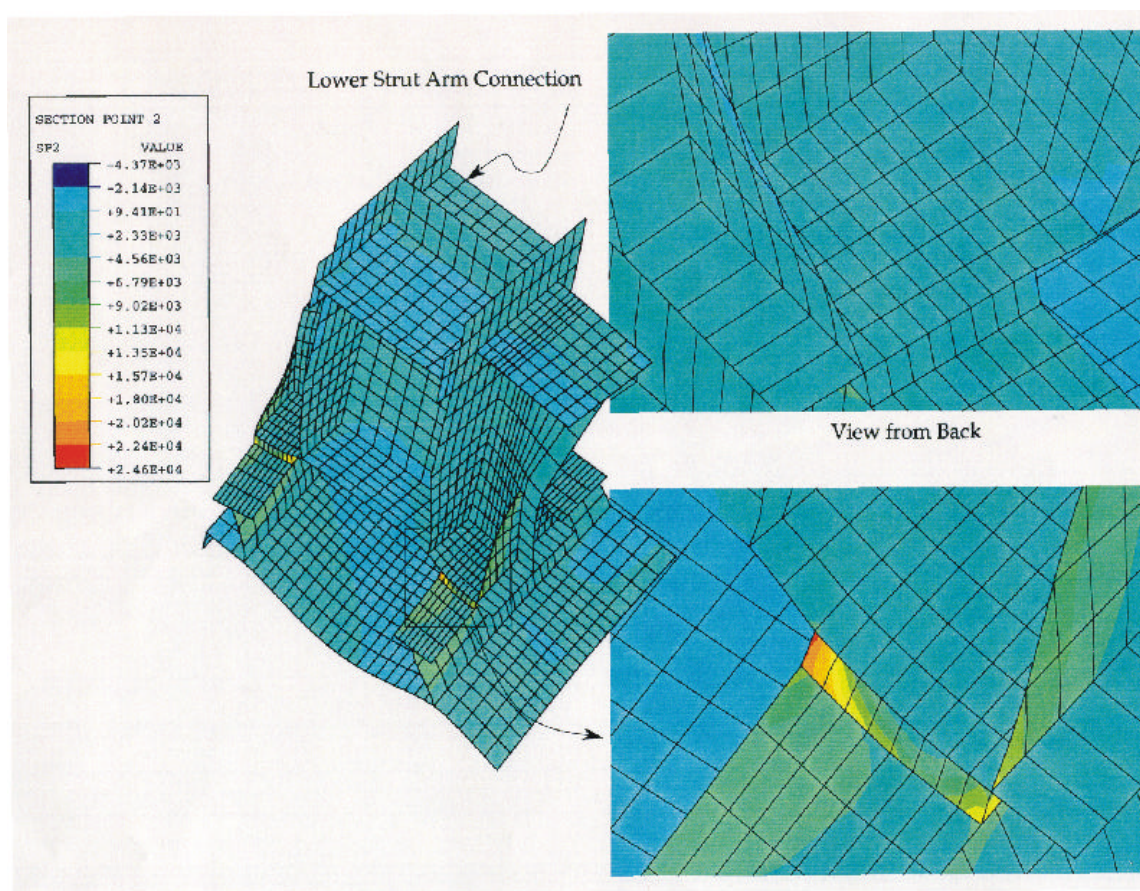 Lower Strut Arm Connection
SECTION POINT 2
SP2 VALUE
-4.37E+03
-2.14E+03
+9.41E+01
+2.33E+03
+4.56E+03
+6.79E+03
+9.02E+03
+1.13E+04
+1.35E+04
+1.57E+04
+1.80E+04
+2.02E+04
+2.24E+04
+2.46E+04
View from Back